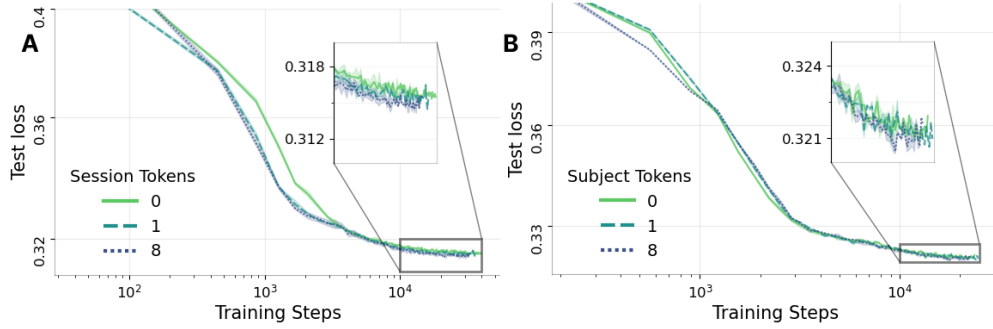 A
Test loss
0.4
0.36
0.32
0.318
0.312
Session Tokens
0
1
8
10²
10³
10⁴
Training Steps
B
Test loss
0.39
0.36
0.33
0.324
0.321
Subject Tokens
0
1
8
10³
10⁴
Training Steps